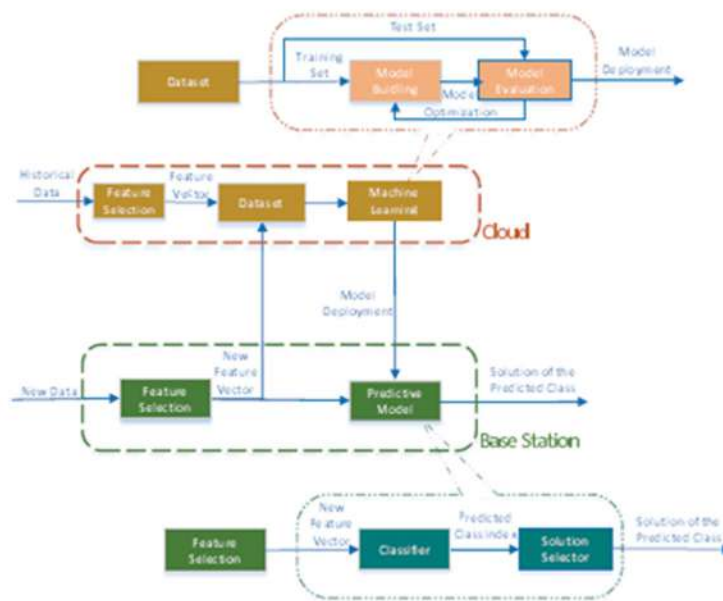 Test Set
Training
Set
Model
Deployment
Dataset
Model
Building
Model
Evaluation
Model
Optimization
Historical
Data
Feature
Selection
Feature
Vector
Dataset
Machine
Learning
Cloud
Model
Deployment
New
Feature
Vector
New Data
Feature
Selection
Predictive
Model
Solution of the
Predicted Class
Base Station
New
Feature
Vector
Predicted
Class Index
Solution of the
Predicted Class
Feature
Selection
Classifier
Solution
Selector